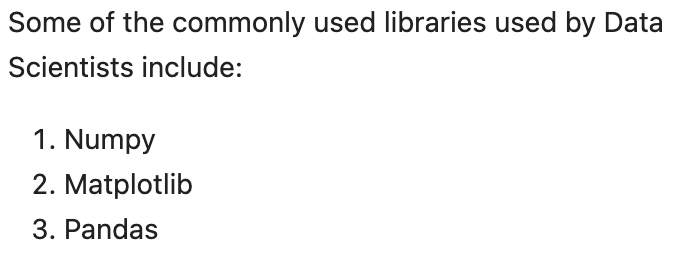 Some of the commonly used libraries used by Data
Scientists include:
1. Numpy
2. Matplotlib
3. Pandas